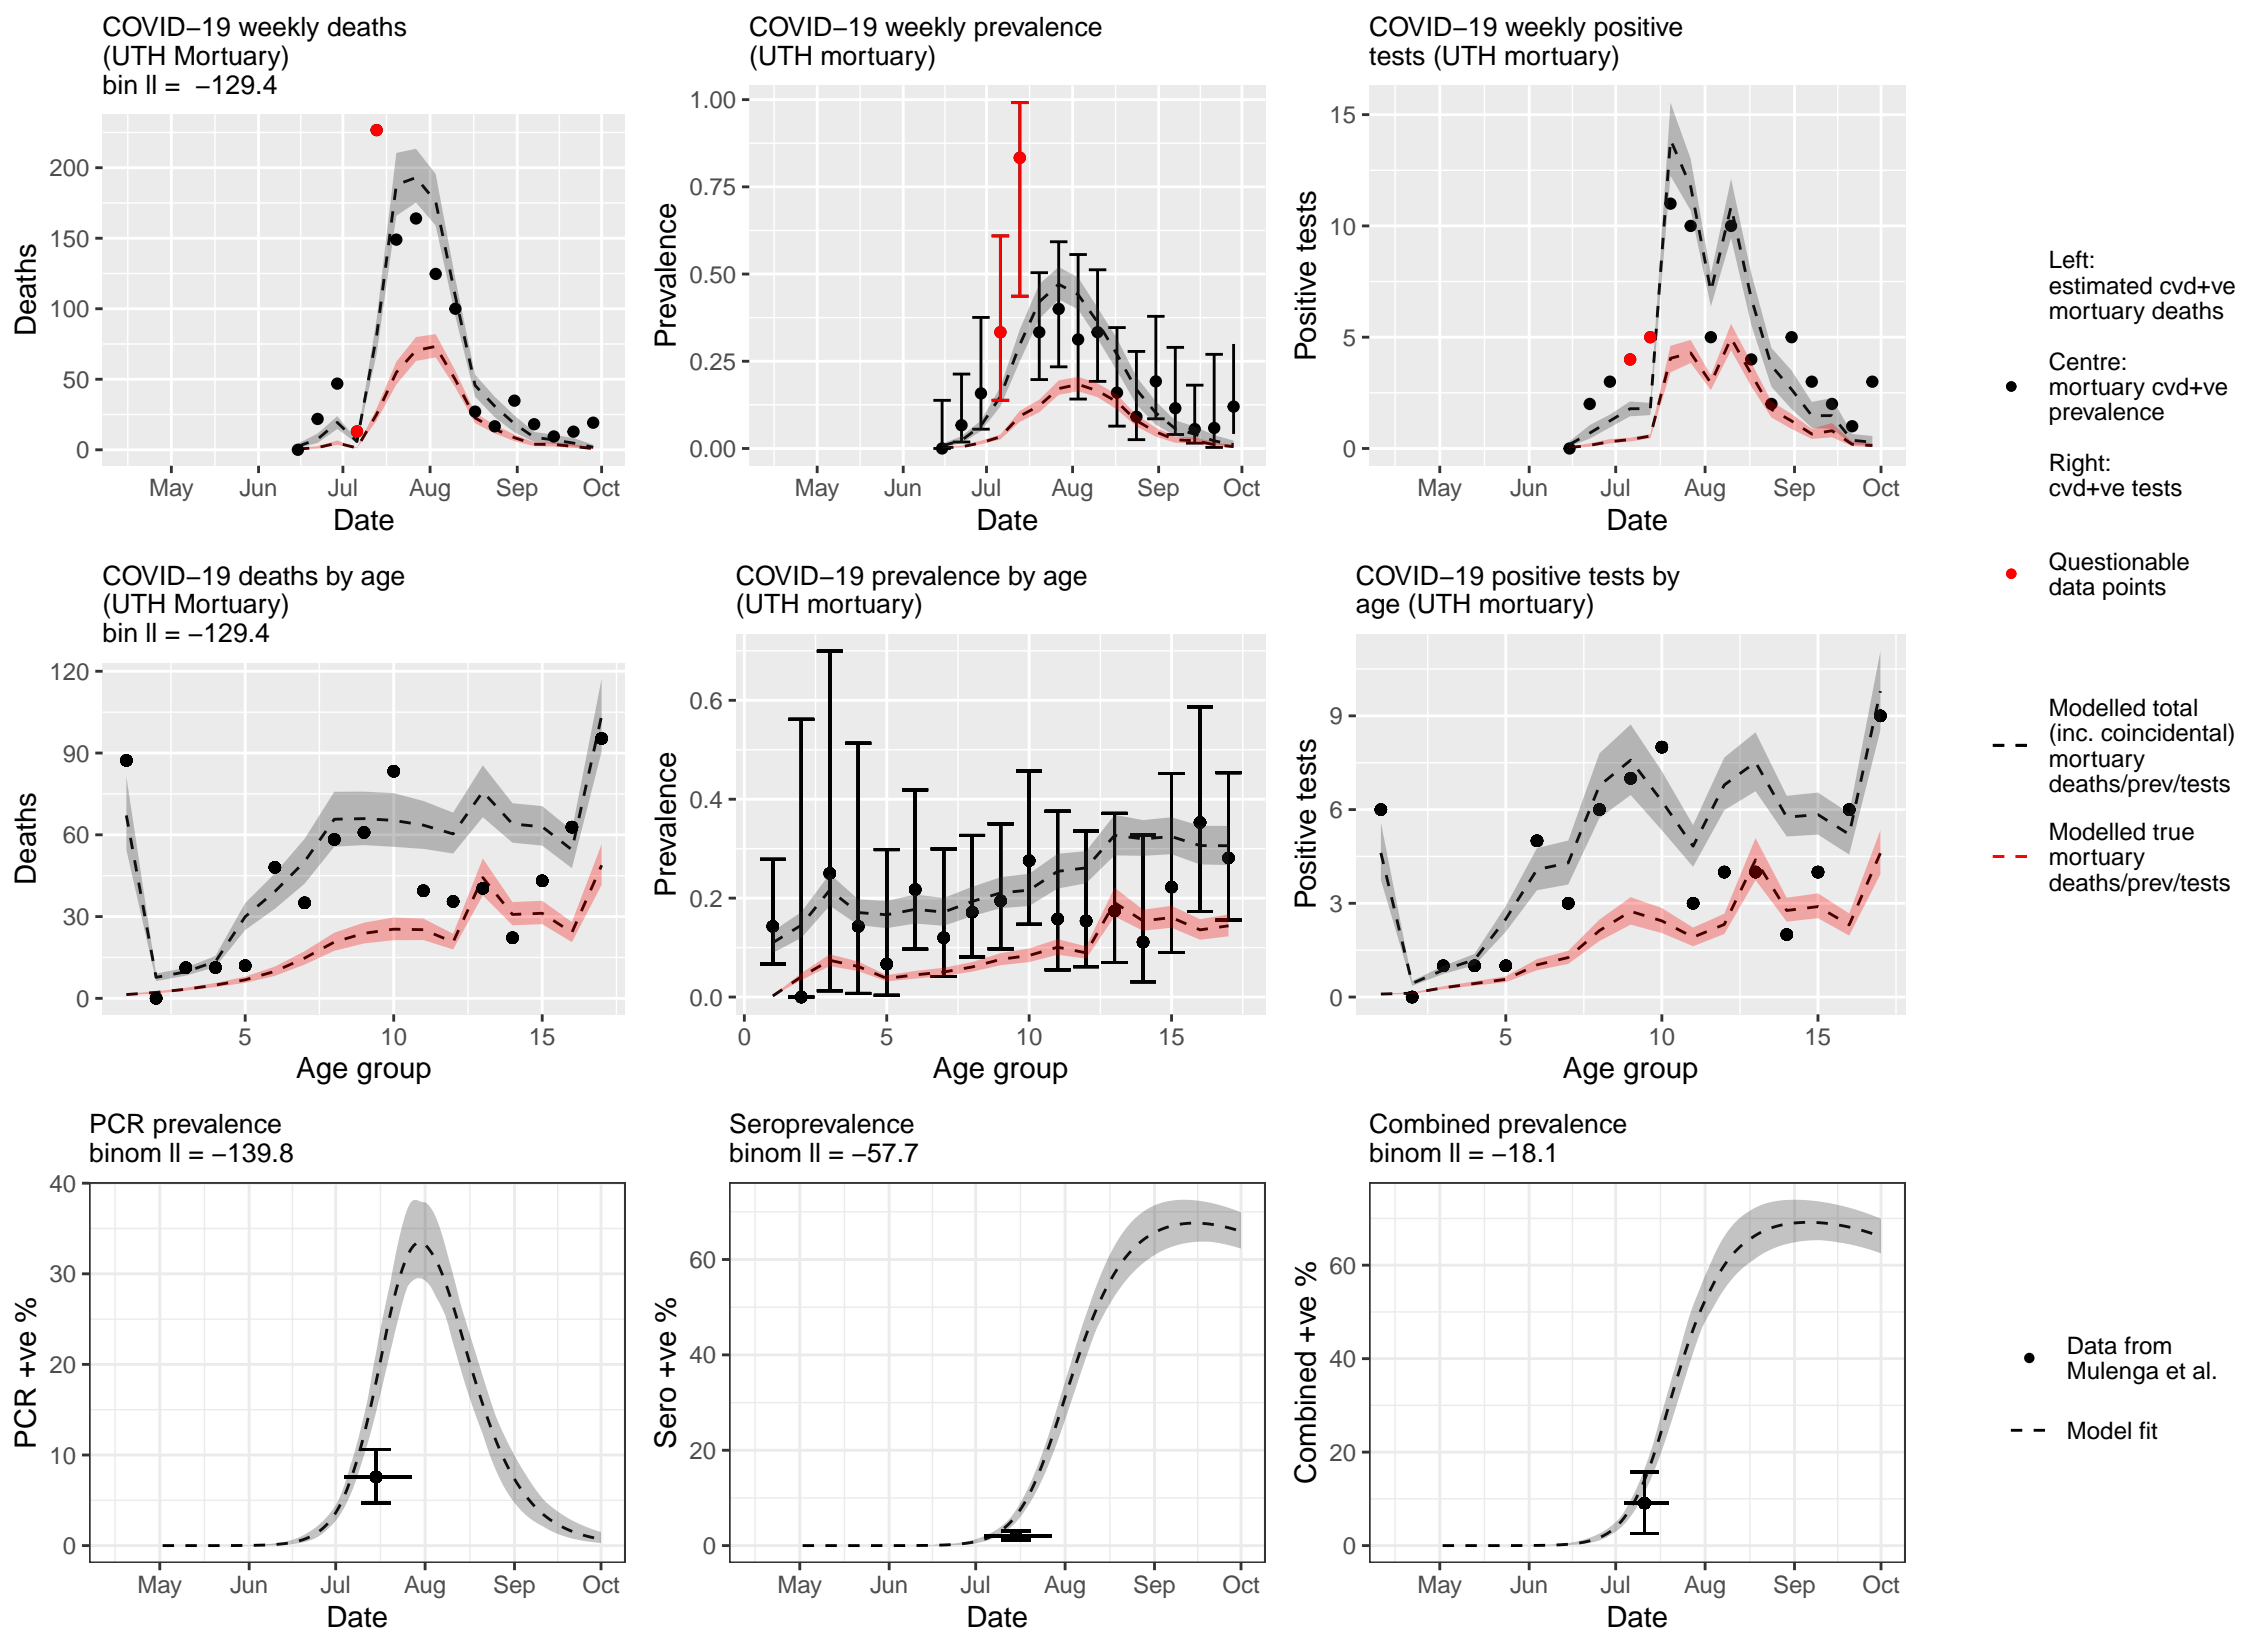 COVID−19 weekly deaths
(UTH Mortuary)
bin ll =  −129.4
Deaths
200
150
100
50
0
May Jun Jul Aug Sep Oct
Date
COVID−19 weekly prevalence
(UTH mortuary)
Prevalence
1.00
0.75
0.50
0.25
0.00
May Jun Jul Aug Sep Oct
Date
COVID−19 weekly positive
tests (UTH mortuary)
Positive tests
15
10
5
0
May Jun Jul Aug Sep Oct
Date
Left:
estimated cvd+ve
mortuary deaths
Centre:
mortuary cvd+ve
prevalence
Right:
cvd+ve tests
Questionable
data points
Modelled total
(inc. coincidental)
mortuary
deaths/prev/tests
Modelled true
mortuary
deaths/prev/tests
COVID−19 deaths by age
(UTH Mortuary)
bin ll = −129.4
Deaths
120
90
60
30
0
5 10 15
Age group
COVID−19 prevalence by age
(UTH mortuary)
Prevalence
0.6
0.4
0.2
0.0
0 5 10 15
Age group
COVID−19 positive tests by
age (UTH mortuary)
Positive tests
9
6
3
0
5 10 15
Age group
PCR prevalence
binom ll = −139.8
PCR +ve %
40
30
20
10
0
May Jun Jul Aug Sep Oct
Date
Seroprevalence
binom ll = −57.7
Sero +ve %
60
40
20
0
May Jun Jul Aug Sep Oct
Date
Combined prevalence
binom ll = −18.1
Combined +ve %
60
40
20
0
May Jun Jul Aug Sep Oct
Date
Data from
Mulenga et al.
Model fit